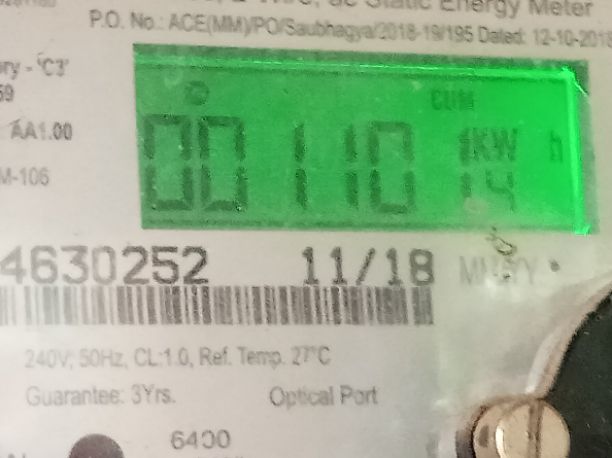 Static Energy Meter
P.O. No.: ACE(MM)/PO/Saubhagya/2018-19/195 Dated: 12-10-2018
ry - 'C3'
59
AA1.00
CUM
001101 KW h
14
M-106
4630252 11/18
240V, 50Hz, CL:1.0, Ref. Temp. 27°C
Guarantee: 3Yrs. Optical Port
6400